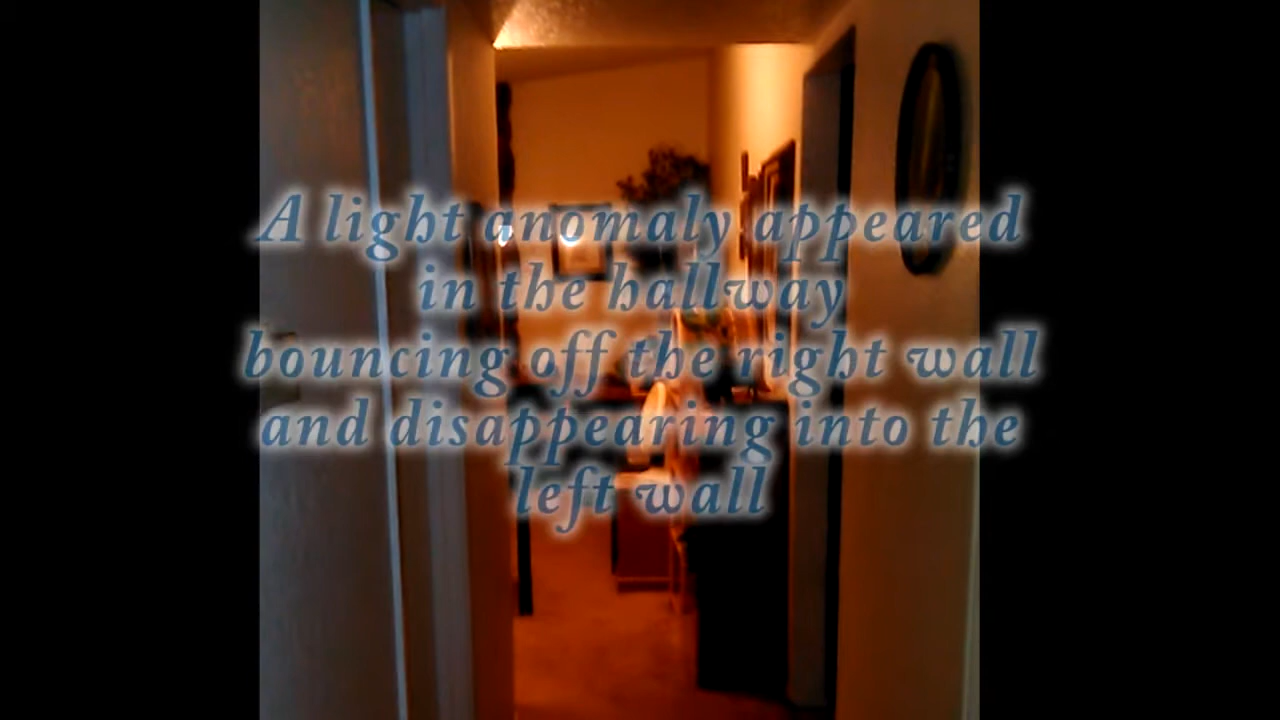 A light anomaly appeared
in the hallway
bouncing off the right wall
and disappearing into the
left wall